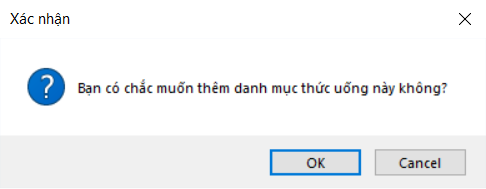 Xác nhận
Bạn có chắc muốn thêm danh mục thức uống này không?
OK
Cancel